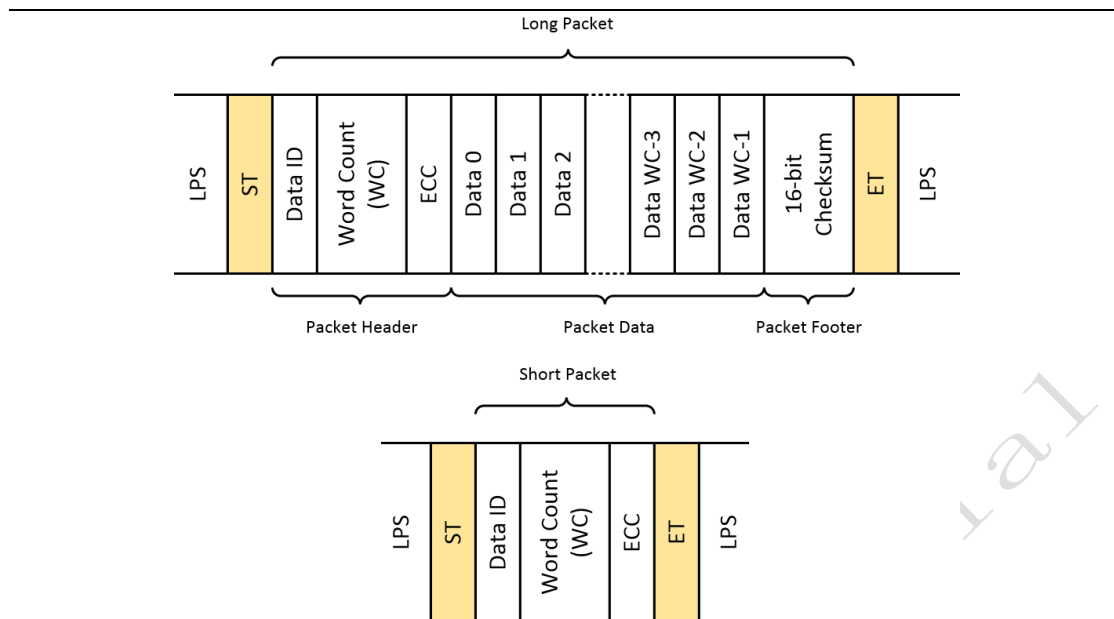 Long Packet
LPS
ST
Data ID
Word Count
(WC)
ECC
Data 0
Data 1
Data 2
Data WC-3
Data WC-2
Data WC-1
16-bit
Checksum
ET
LPS
Packet Header
Packet Data
Packet Footer
Short Packet
LPS
ST
Data ID
Word Count
(WC)
ECC
ET
LPS